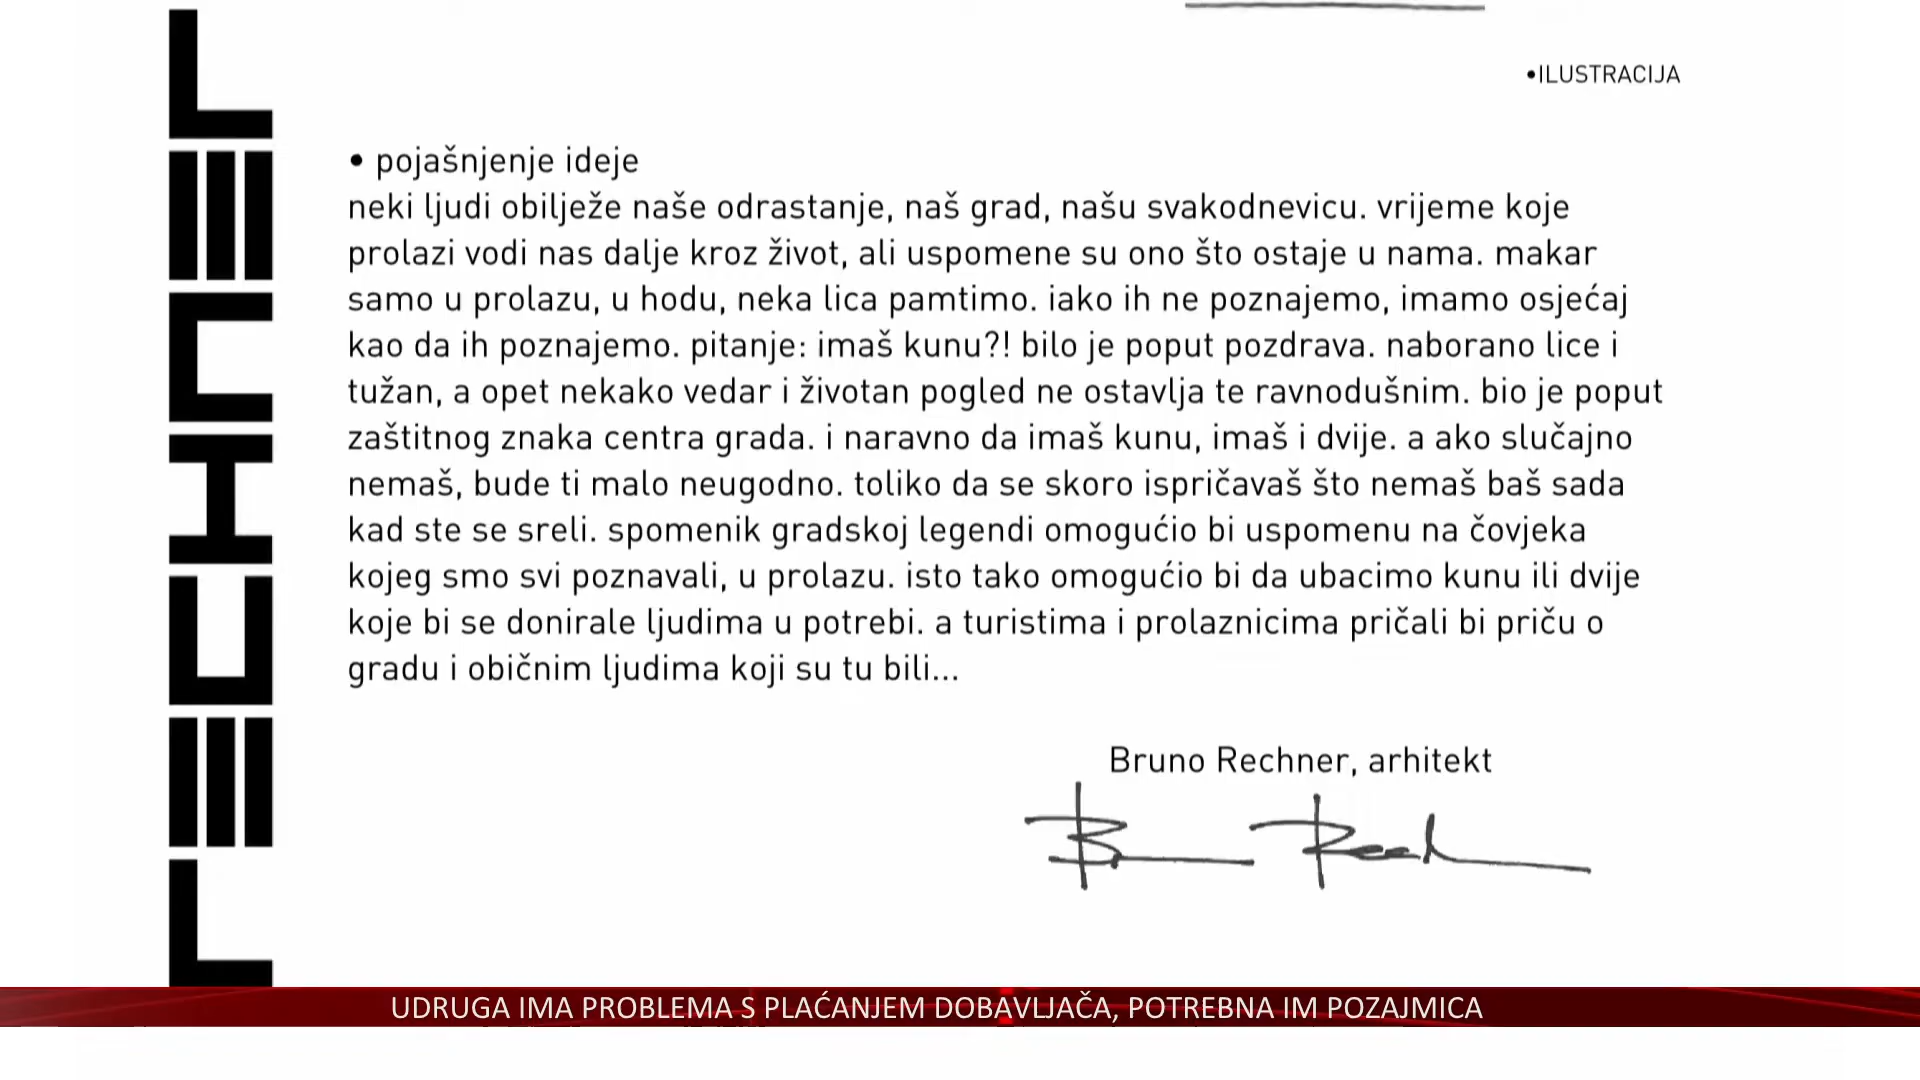 •ILUSTRACIJA
• pojašnjenje ideje
neki ljudi obilježe naše odrastanje, naš grad, našu svakodnevicu. vrijeme koje
prolazi vodi nas dalje kroz život, ali uspomene su ono što ostaje u nama. makar
samo u prolazu, u hodu, neka lica pamtimo. iako ih ne poznajemo, imamo osjećaj
kao da ih poznajemo. pitanje: imaš kunu?! bilo je poput pozdrava. naborano lice i
tužan, a opet nekako vedar i životan pogled ne ostavlja te ravnodušnim. bio je poput
zaštitnog znaka centra grada. i naravno da imaš kunu, imaš i dvije. a ako slučajno
nemaš, bude ti malo neugodno. toliko da se skoro ispričavaš što nemaš baš sada
kad ste se sreli. spomenik gradskoj legendi omogućio bi uspomenu na čovjeka
kojeg smo svi poznavali, u prolazu. isto tako omogućio bi da ubacimo kunu ili dvije
koje bi se donirale ljudima u potrebi. a turistima i prolaznicima pričali bi priču o
gradu i običnim ljudima koji su tu bili...
Bruno Rechner, arhitekt
UDRUGA IMA PROBLEMA S PLAĆANJEM DOBAVLJAČA, POTREBNA IM POZAJMICA